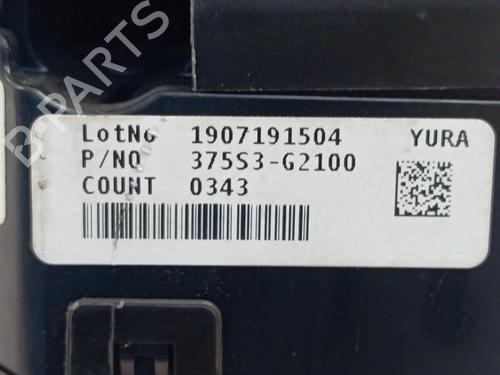 B-PARTS
LotNo 1907191504 YURA
P/NO 375S3-G2100
COUNT 0343